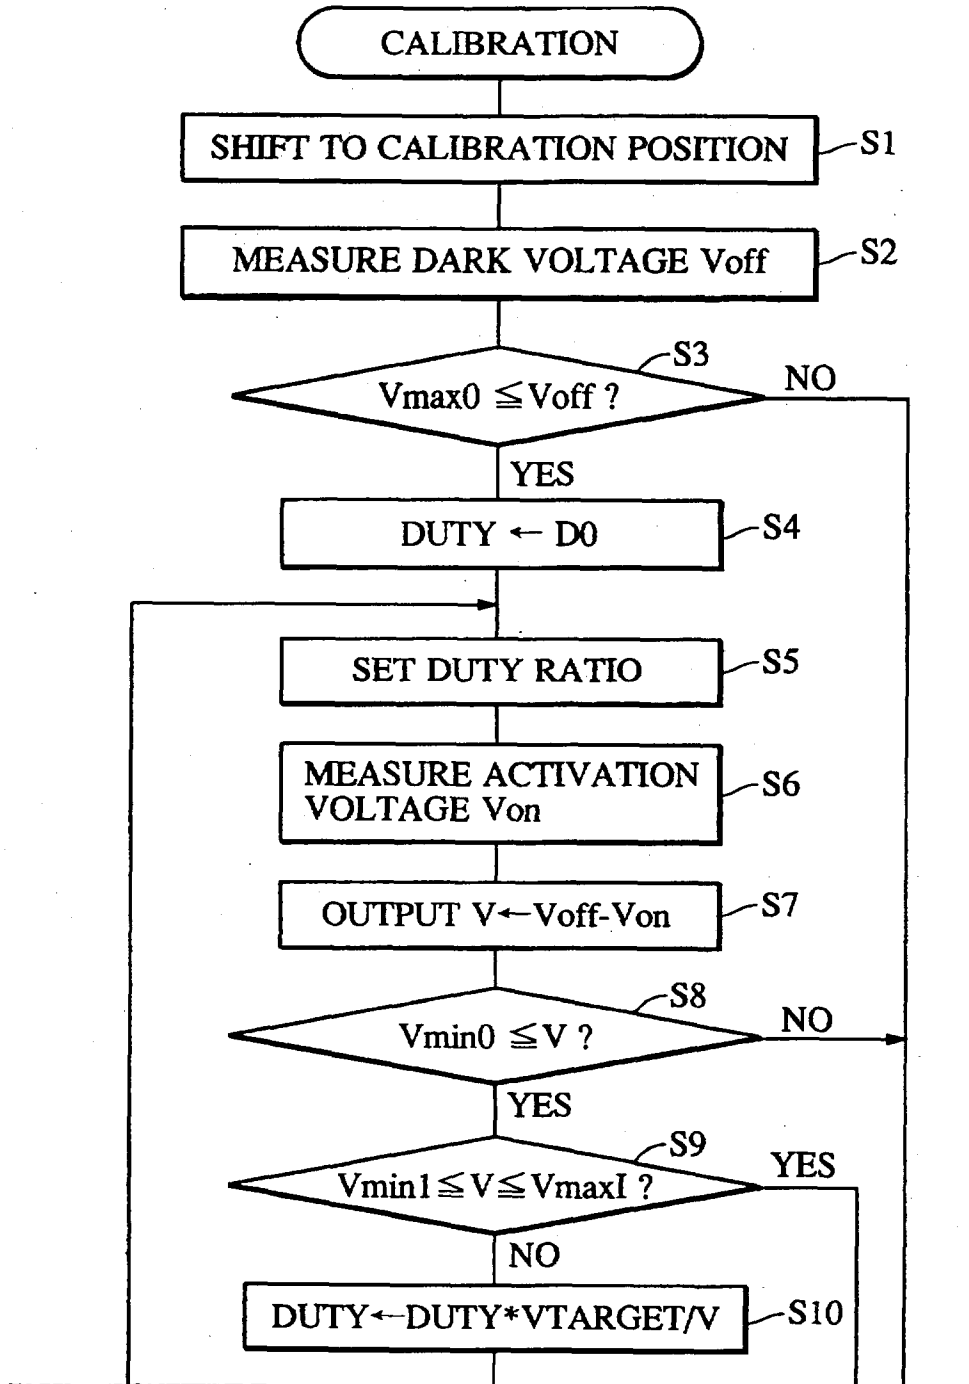 CALIBRATION
SHIFT TO CALIBRATION POSITION
S1
MEASURE DARK VOLTAGE Voff
S2
S3
Vmax0 ≦Voff ?
NO
YES
DUTY ← D0
S4
SET DUTY RATIO
S5
MEASURE ACTIVATION
VOLTAGE Von
S6
OUTPUT V←Voff-Von
S7
S8
Vmin0 ≦V ?
NO
YES
S9
Vmin1≦V≦VmaxI ?
YES
NO
DUTY←DUTY*VTARGET/V
S10